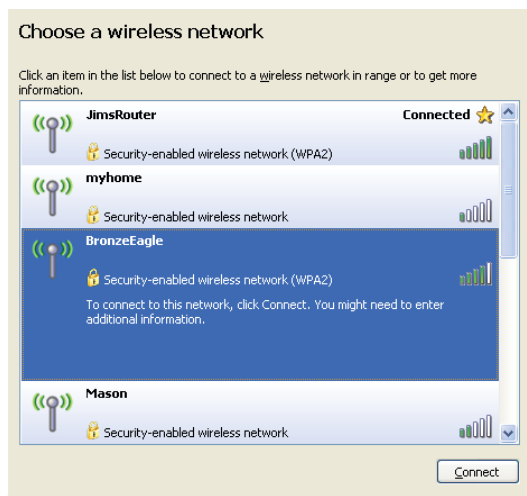 Choose a wireless network
Click an item in the list below to connect to a wireless network in range or to get more
information.
JimsRouter Connected
Security-enabled wireless network (WPA2)
myhome
Security-enabled wireless network
BronzeEagle
Security-enabled wireless network (WPA2)
To connect to this network, click Connect. You might need to enter
additional information.
Mason
Security-enabled wireless network
Connect